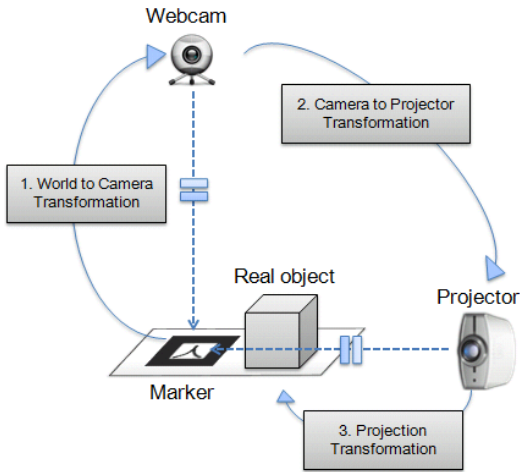 Webcam
2. Camera to Projector
Transformation
1. World to Camera
Transformation
Real object
Projector
Marker
3. Projection
Transformation